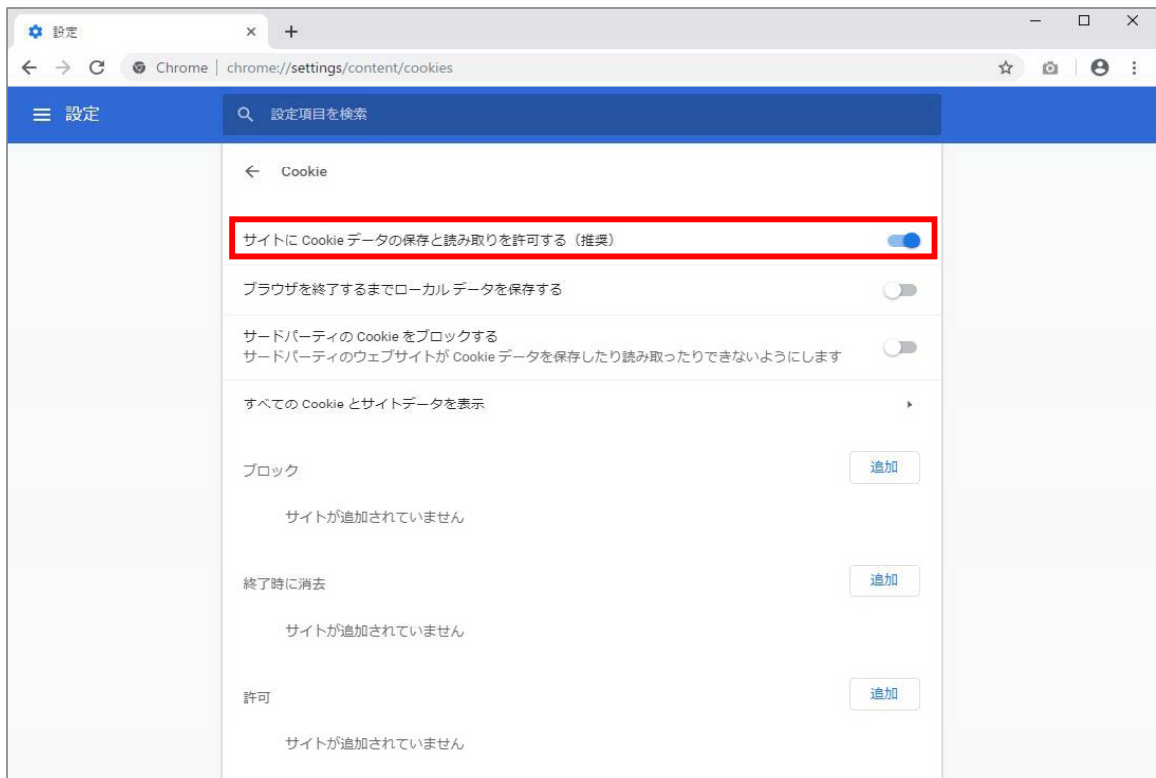 設定
Chrome | chrome://settings/content/cookies
設定
設定項目を検索
Cookie
サイトに Cookie データの保存と読み取りを許可する（推奨）
ブラウザを終了するまでローカル データを保存する
サードパーティの Cookie をブロックする
サードパーティのウェブサイトが Cookie データを保存したり読み取ったりできないようにします
すべての Cookie とサイトデータを表示
ブロック
追加
サイトが追加されていません
終了時に消去
追加
サイトが追加されていません
許可
追加
サイトが追加されていません